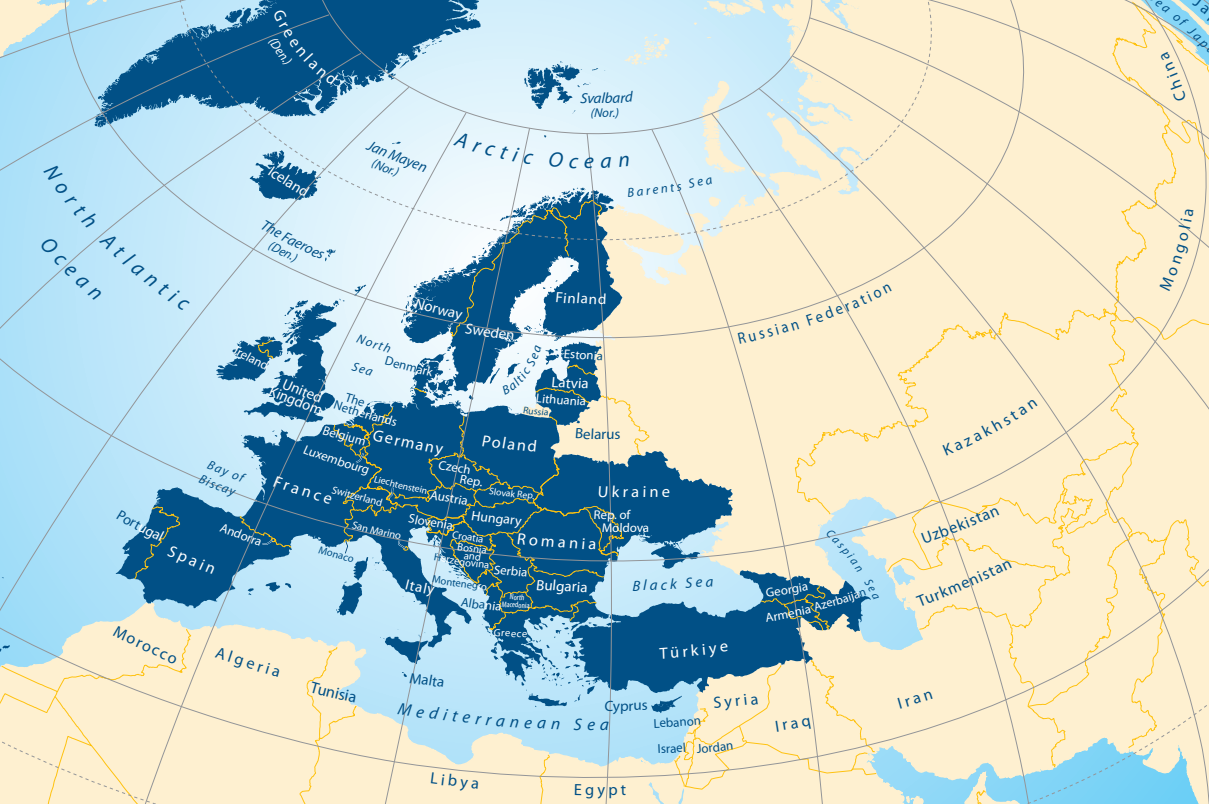 Greenland
(Den.)
Svalbard
(Nor.)
Jan Mayen
(Nor.)
Arctic Ocean
Barents Sea
Sea of Japan
China
Mongolia
Iceland
The Faeroes
(Den.)
North Atlantic
Ocean
Norway
Sweden
Finland
Russian Federation
North
Sea
Denmark
Baltic Sea
Estonia
Latvia
Lithuania
Russia
Belarus
Ireland
United
Kingdom
The
Netherlands
Belgium
Germany
Poland
Luxembourg
Czech
Rep.
Kazakhstan
Bay of
Biscay
France
Liechtenstein
Switzerland
Austria
Slovak Rep.
Ukraine
Rep. of
Moldova
Hungary
Slovenia
Croatia
Romania
San Marino
Monaco
Bosnia
and
Herzegovina
Serbia
Montenegro
Bulgaria
Albania
North
Macedonia
Portugal
Spain
Andorra
Italy
Greece
Black Sea
Georgia
Armenia
Azerbaijan
Caspian Sea
Uzbekistan
Turkmenistan
Türkiye
Morocco
Algeria
Tunisia
Malta
Mediterranean Sea
Cyprus
Lebanon
Syria
Iraq
Iran
Israel
Jordan
Libya
Egypt